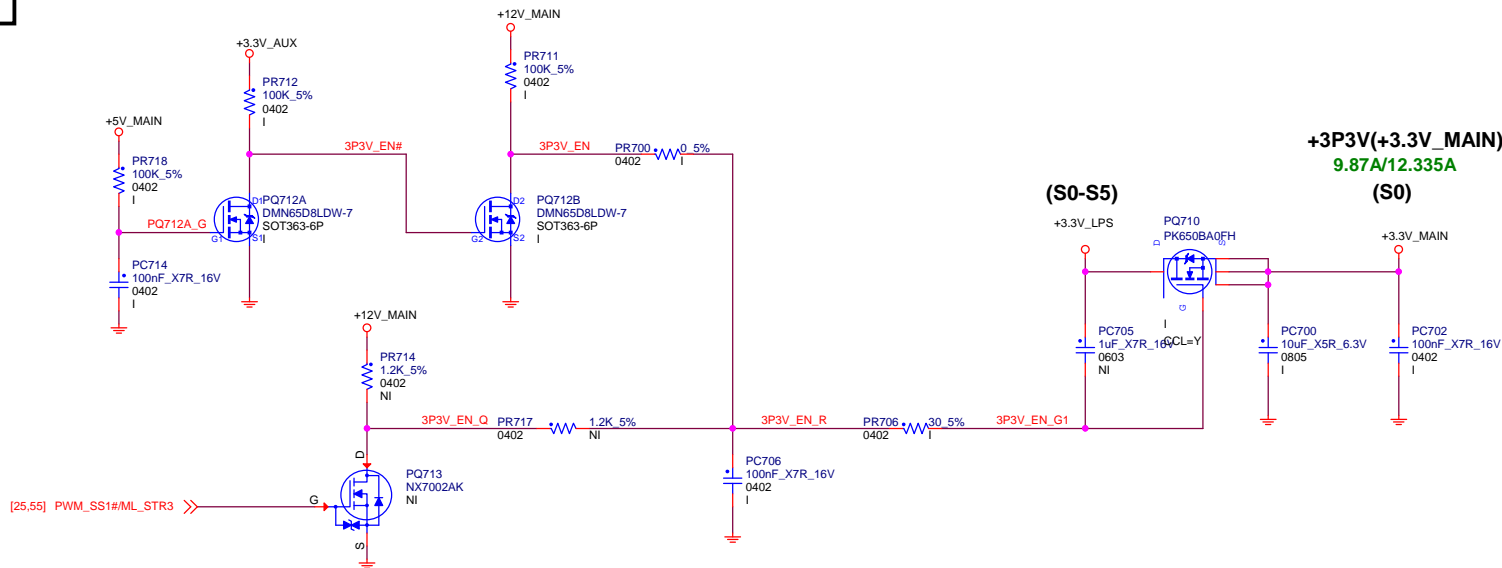 +12V_MAIN
PR711
100K_5%
0402
I
+3.3V_AUX
PR712
100K_5%
0402
I
+5V_MAIN
PR718
100K_5%
0402
I
3P3V_EN#
3P3V_EN
PR700
0402
0_5%
I
PQ712A_G
D1
G1
S1
PQ712A
DMN65D8LDW-7
SOT363-6P
I
D2
G2
S2
PQ712B
DMN65D8LDW-7
SOT363-6P
I
PC714
100nF_X7R_16V
0402
I
+3P3V(+3.3V_MAIN)
9.87A/12.335A
(S0-S5)
(S0)
+3.3V_LPS
PQ710
PK650BA0FH
D
S
G
I
CCL=Y
+3.3V_MAIN
PC705
1uF_X7R_16V
0603
NI
PC700
10uF_X5R_6.3V
0805
I
PC702
100nF_X7R_16V
0402
I
+12V_MAIN
PR714
1.2K_5%
0402
NI
3P3V_EN_Q
PR717
0402
1.2K_5%
NI
3P3V_EN_R
PR706
0402
30_5%
I
3P3V_EN_G1
PC706
100nF_X7R_16V
0402
I
D
G
S
PQ713
NX7002AK
NI
[25,55] PWM_SS1#/ML_STR3